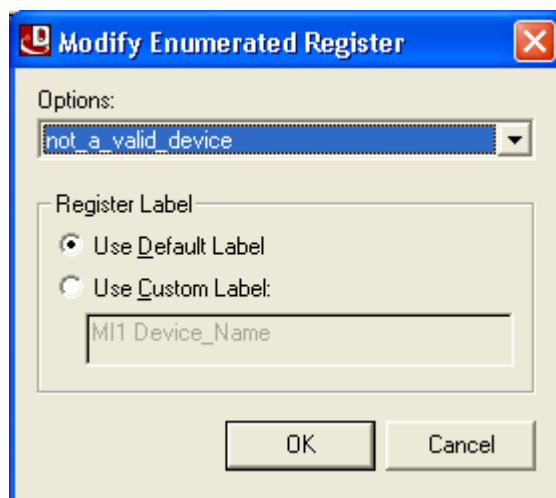 Modify Enumerated Register
Options:
not_a_valid_device
Register Label
Use Default Label
Use Custom Label:
MI1 Device_Name
OK
Cancel